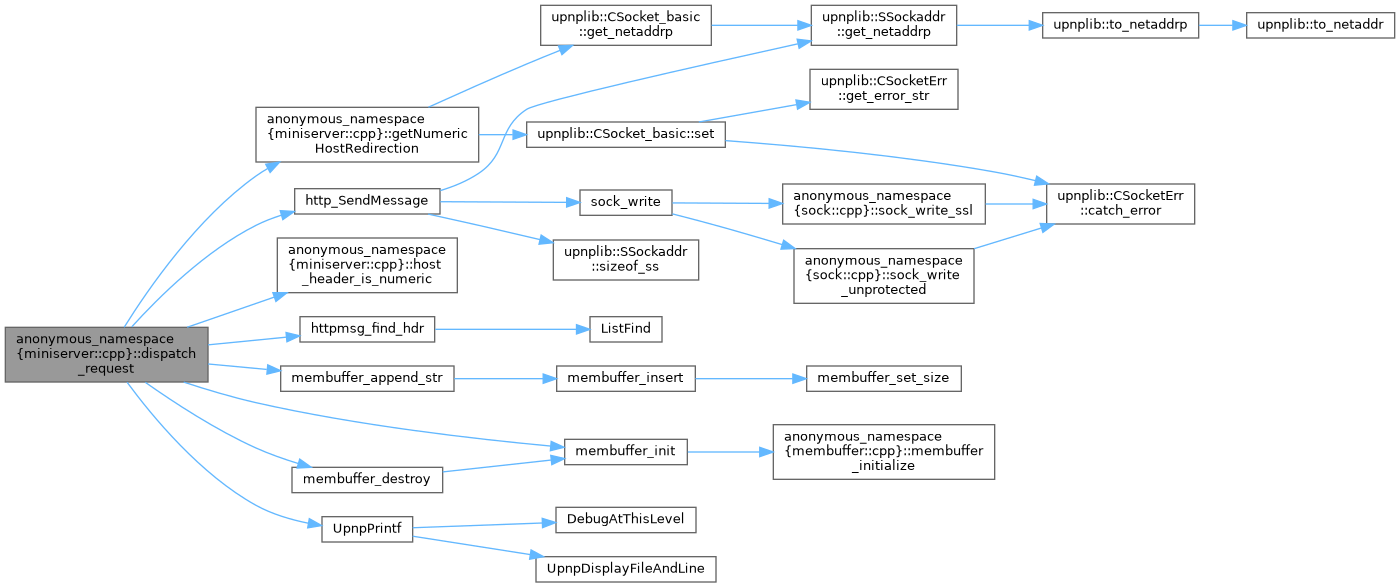 anonymous_namespace
{miniserver::cpp}::dispatch
_request
anonymous_namespace
{miniserver::cpp}::getNumeric
HostRedirection
http_SendMessage
anonymous_namespace
{miniserver::cpp}::host
_header_is_numeric
httpmsg_find_hdr
membuffer_append_str
membuffer_destroy
UpnpPrintf
upnplib::CSocket_basic
::get_netaddrp
upnplib::CSocket_basic::set
sock_write
upnplib::SSockaddr
::sizeof_ss
ListFind
membuffer_insert
membuffer_init
DebugAtThisLevel
UpnpDisplayFileAndLine
upnplib::SSockaddr
::get_netaddrp
upnplib::CSocketErr
::get_error_str
anonymous_namespace
{sock::cpp}::sock_write_ssl
anonymous_namespace
{sock::cpp}::sock_write
_unprotected
membuffer_set_size
anonymous_namespace
{membuffer::cpp}::membuffer
_initialize
upnplib::to_netaddrp
upnplib::CSocketErr
::catch_error
upnplib::to_netaddr